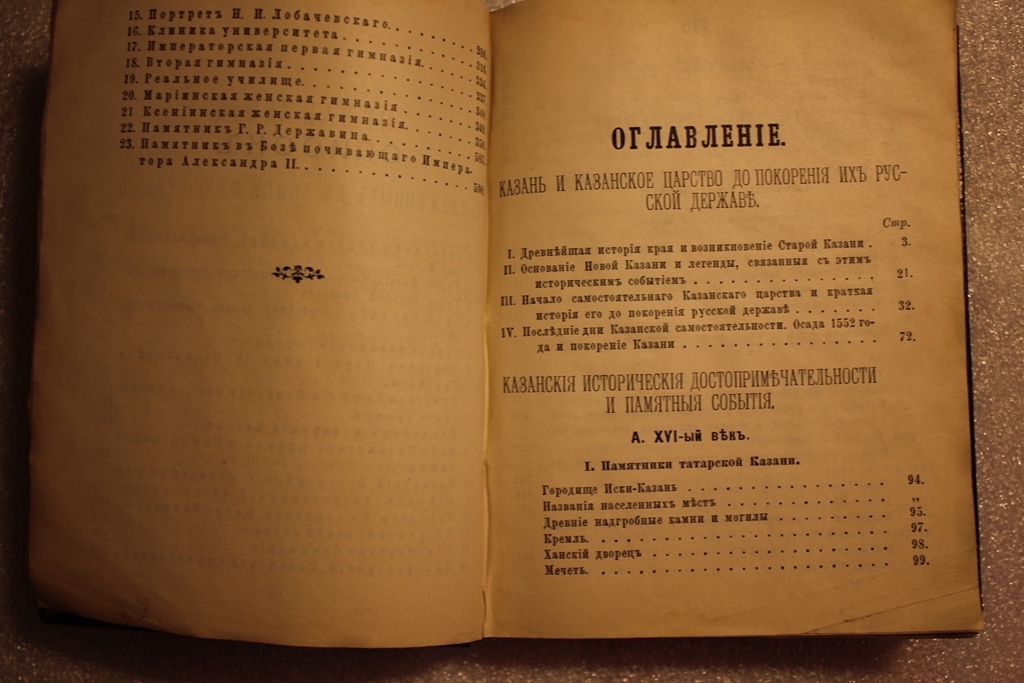 15. Портретъ Н. И. Лобачевскаго. . . . . . . .
16. Клиника университета . . . . . . . . . . 294.
17. Императорская первая гимназія. . . . .
18. Вторая гимназія . . . . . . . . . . . . . 334.
19. Реальное училище. . . . . . . . . . . . . 337.
20. Маріинская женская гимназія . . . . . .
21 Ксеніинская женская гимназія. . . . . .
22. Памятникъ Г. Р. Державина. . . . . . .
23. Памятникъ въ Бозѣ почивающаго Импера-
тора Александра II. . . . . . . . . . . .
ОГЛАВЛЕНІЕ.
КАЗАНЬ И КАЗАНСКОЕ ЦАРСТВО ДО ПОКОРЕНІЯ ИХЪ РУС-
СКОЙ ДЕРЖАВѢ.
Стр.
I. Древнѣйшая исторія края и возникновеніе Старой Казани . 3.
II. Основаніе Новой Казани и легенды, связанныя съ этимъ
историческимъ событіемъ . . . . . . . . . . . . . 21.
III. Начало самостоятельнаго Казанскаго царства и краткая
исторія его до покоренія русской державѣ . . . . . . . 32.
IV. Послѣдніе дни Казанской самостоятельности. Осада 1552 го-
да и покореніе Казани . . . . . . . . . . . . . . 72.
КАЗАНСКІЯ ИСТОРИЧЕСКІЯ ДОСТОПРИМѢЧАТЕЛЬНОСТИ
И ПАМЯТНЫЯ СОБЫТІЯ.
А. XVI-ый вѣкъ.
I. Памятники татарской Казани.
Городище Иски-Казань . . . . . . . . . . . . . . . 94.
Названія населенныхъ мѣстъ . . . . . . . . . . . . . „
Древніе надгробные камни и могилы . . . . . . . . . 95.
Кремль. . . . . . . . . . . . . . . . . . . . . . . 97.
Ханскій дворецъ . . . . . . . . . . . . . . . . . . 98.
Мечеть. . . . . . . . . . . . . . . . . . . . . . . 99.